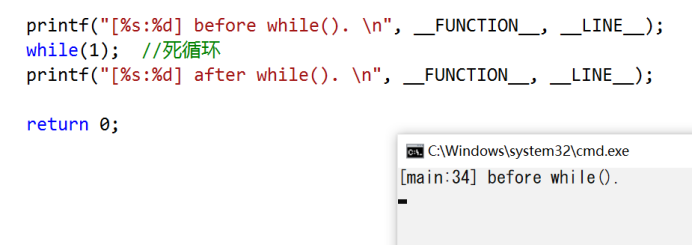 printf("[%s:%d] before while(). \n", __FUNCTION__, __LINE__);
while(1);  //死循环
printf("[%s:%d] after while(). \n", __FUNCTION__, __LINE__);
return 0;
C:\Windows\system32\cmd.exe
[main:34] before while().